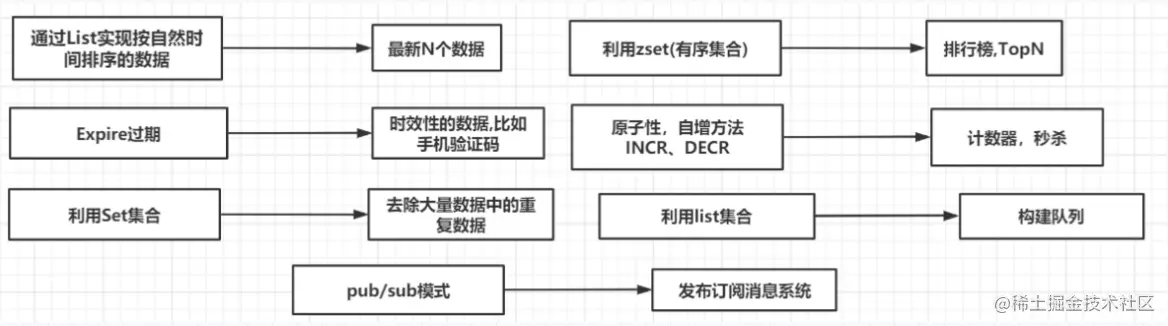 通过List实现按自然时
间排序的数据
最新N个数据
利用zset(有序集合)
排行榜,TopN
Expire过期
时效性的数据,比如
手机验证码
原子性，自增方法
INCR、DECR
计数器，秒杀
利用Set集合
去除大量数据中的重
复数据
利用list集合
构建队列
pub/sub模式
发布订阅消息系统
@稀土掘金技术社区